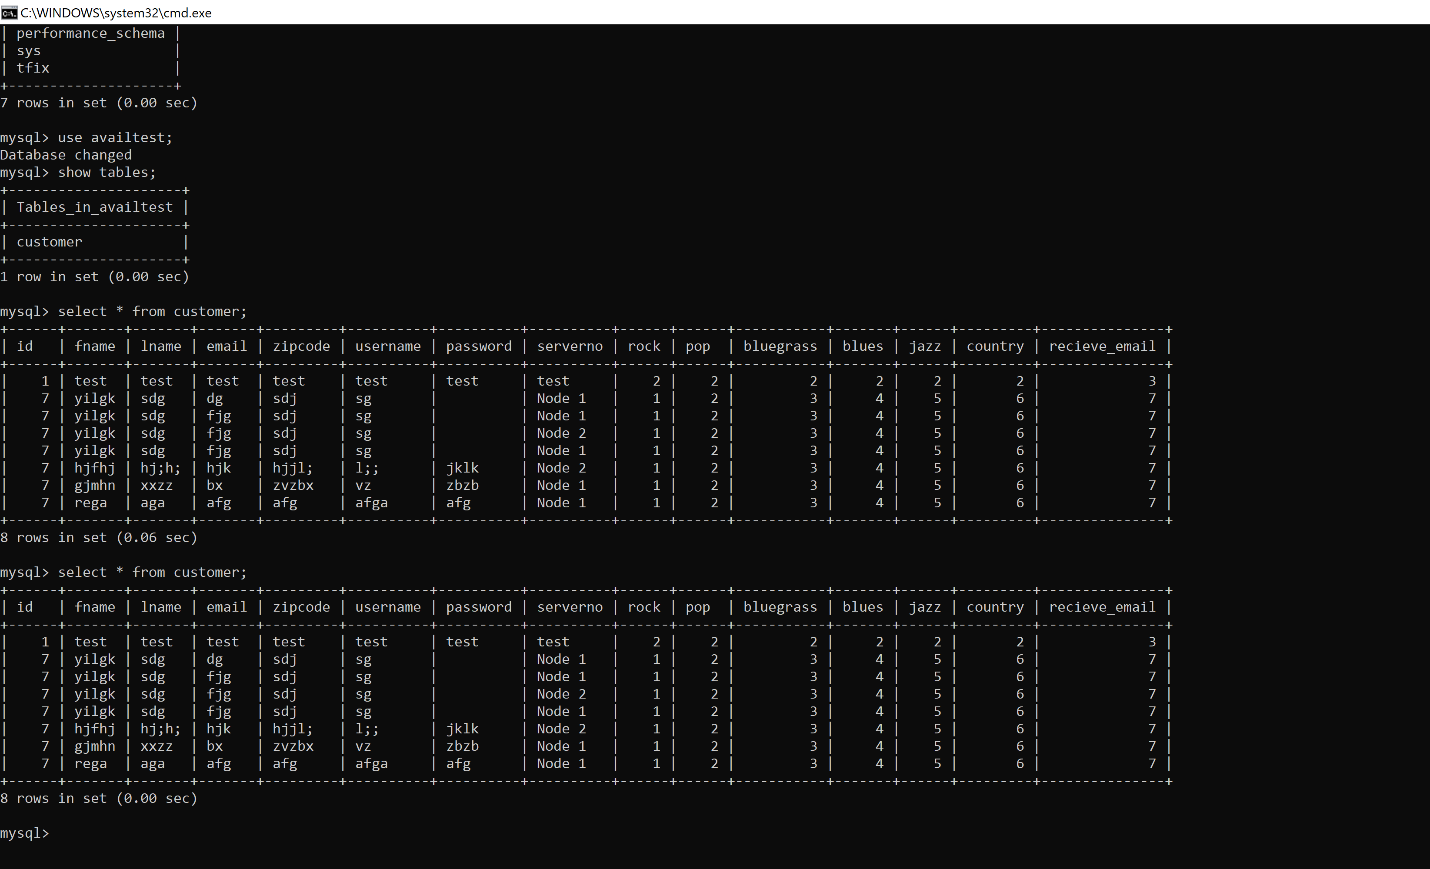 C:\WINDOWS\system32\cmd.exe
| performance_schema |
| sys                |
| tfix               |
+--------------------+
7 rows in set (0.00 sec)

mysql> use availtest;
Database changed
mysql> show tables;
+---------------------+
| Tables_in_availtest |
+---------------------+
| customer            |
+---------------------+
1 row in set (0.00 sec)

mysql> select * from customer;
+------+-------+-------+-------+---------+----------+----------+----------+------+------+-----------+-------+------+---------+---------------+
| id   | fname | lname | email | zipcode | username | password | serverno | rock | pop  | bluegrass | blues | jazz | country | recieve_email |
+------+-------+-------+-------+---------+----------+----------+----------+------+------+-----------+-------+------+---------+---------------+
|    1 | test  | test  | test  | test    | test     | test     | test     |    2 |    2 |         2 |     2 |    2 |       2 |             3 |
|    7 | yilgk | sdg   | dg    | sdj     | sg       |          | Node 1   |    1 |    2 |         3 |     4 |    5 |       6 |             7 |
|    7 | yilgk | sdg   | fjg   | sdj     | sg       |          | Node 1   |    1 |    2 |         3 |     4 |    5 |       6 |             7 |
|    7 | yilgk | sdg   | fjg   | sdj     | sg       |          | Node 2   |    1 |    2 |         3 |     4 |    5 |       6 |             7 |
|    7 | yilgk | sdg   | fjg   | sdj     | sg       |          | Node 1   |    1 |    2 |         3 |     4 |    5 |       6 |             7 |
|    7 | hjfhj | hj;h; | hjk   | hjjl;   | l;;      | jklk     | Node 2   |    1 |    2 |         3 |     4 |    5 |       6 |             7 |
|    7 | gjmhn | xxzz  | bx    | zvzbx   | vz       | zbzb     | Node 1   |    1 |    2 |         3 |     4 |    5 |       6 |             7 |
|    7 | rega  | aga   | afg   | afg     | afga     | afg      | Node 1   |    1 |    2 |         3 |     4 |    5 |       6 |             7 |
+------+-------+-------+-------+---------+----------+----------+----------+------+------+-----------+-------+------+---------+---------------+
8 rows in set (0.06 sec)

mysql> select * from customer;
+------+-------+-------+-------+---------+----------+----------+----------+------+------+-----------+-------+------+---------+---------------+
| id   | fname | lname | email | zipcode | username | password | serverno | rock | pop  | bluegrass | blues | jazz | country | recieve_email |
+------+-------+-------+-------+---------+----------+----------+----------+------+------+-----------+-------+------+---------+---------------+
|    1 | test  | test  | test  | test    | test     | test     | test     |    2 |    2 |         2 |     2 |    2 |       2 |             3 |
|    7 | yilgk | sdg   | dg    | sdj     | sg       |          | Node 1   |    1 |    2 |         3 |     4 |    5 |       6 |             7 |
|    7 | yilgk | sdg   | fjg   | sdj     | sg       |          | Node 1   |    1 |    2 |         3 |     4 |    5 |       6 |             7 |
|    7 | yilgk | sdg   | fjg   | sdj     | sg       |          | Node 2   |    1 |    2 |         3 |     4 |    5 |       6 |             7 |
|    7 | yilgk | sdg   | fjg   | sdj     | sg       |          | Node 1   |    1 |    2 |         3 |     4 |    5 |       6 |             7 |
|    7 | hjfhj | hj;h; | hjk   | hjjl;   | l;;      | jklk     | Node 2   |    1 |    2 |         3 |     4 |    5 |       6 |             7 |
|    7 | gjmhn | xxzz  | bx    | zvzbx   | vz       | zbzb     | Node 1   |    1 |    2 |         3 |     4 |    5 |       6 |             7 |
|    7 | rega  | aga   | afg   | afg     | afga     | afg      | Node 1   |    1 |    2 |         3 |     4 |    5 |       6 |             7 |
+------+-------+-------+-------+---------+----------+----------+----------+------+------+-----------+-------+------+---------+---------------+
8 rows in set (0.00 sec)

mysql>